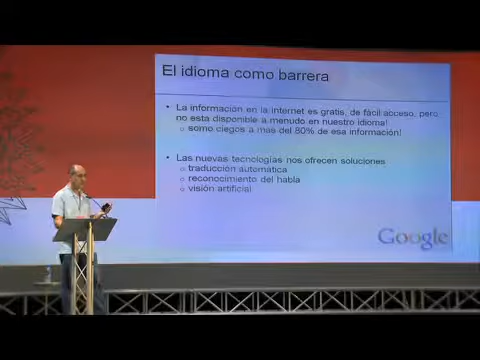 El idioma como barrera
• La información en la internet es gratis, de fácil acceso, pero
no esta disponible a menudo en nuestro idioma!
o somo ciegos a mas del 80% de esa información!
• Las nuevas tecnologías nos ofrecen soluciones
o traducción automática
o reconocimiento del habla
o visión artificial
Google